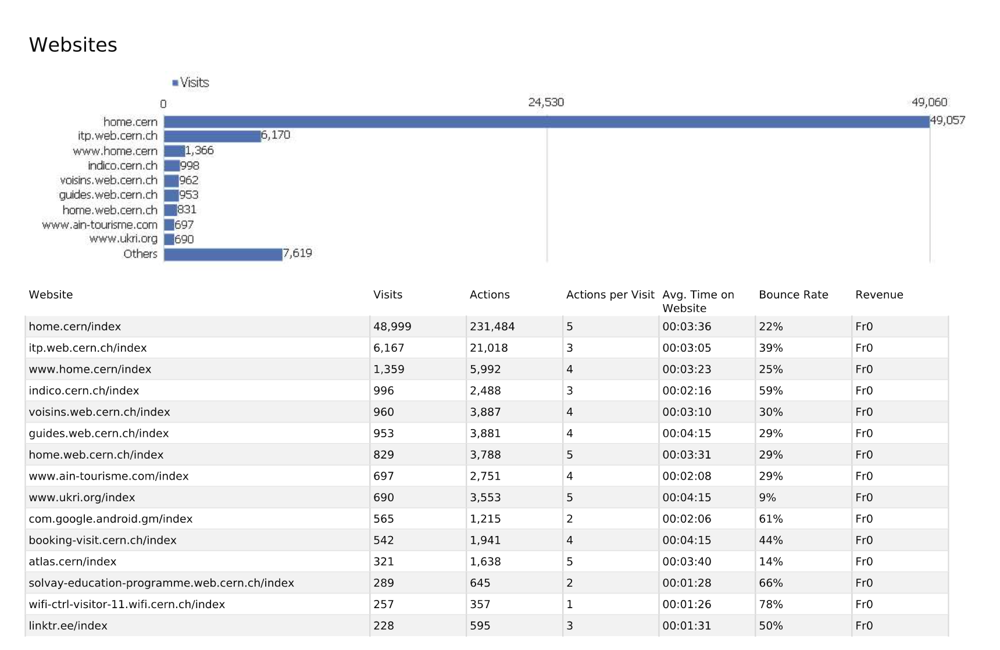 Websites
Visits
0 24,530 49,060
home.cern 49,057
itp.web.cern.ch 6,170
www.home.cern 1,366
indico.cern.ch 998
voisins.web.cern.ch 962
guides.web.cern.ch 953
home.web.cern.ch 831
www.ain-tourisme.com 697
www.ukri.org 690
Others 7,619
Website Visits Actions Actions per Visit Avg. Time on Website Bounce Rate Revenue
home.cern/index 48,999 231,484 5 00:03:36 22% Fr0
itp.web.cern.ch/index 6,167 21,018 3 00:03:05 39% Fr0
www.home.cern/index 1,359 5,992 4 00:03:23 25% Fr0
indico.cern.ch/index 996 2,488 3 00:02:16 59% Fr0
voisins.web.cern.ch/index 960 3,887 4 00:03:10 30% Fr0
guides.web.cern.ch/index 953 3,881 4 00:04:15 29% Fr0
home.web.cern.ch/index 829 3,788 5 00:03:31 29% Fr0
www.ain-tourisme.com/index 697 2,751 4 00:02:08 29% Fr0
www.ukri.org/index 690 3,553 5 00:04:15 9% Fr0
com.google.android.gm/index 565 1,215 2 00:02:06 61% Fr0
booking-visit.cern.ch/index 542 1,941 4 00:04:15 44% Fr0
atlas.cern/index 321 1,638 5 00:03:40 14% Fr0
solvay-education-programme.web.cern.ch/index 289 645 2 00:01:28 66% Fr0
wifi-ctrl-visitor-11.wifi.cern.ch/index 257 357 1 00:01:26 78% Fr0
linktr.ee/index 228 595 3 00:01:31 50% Fr0